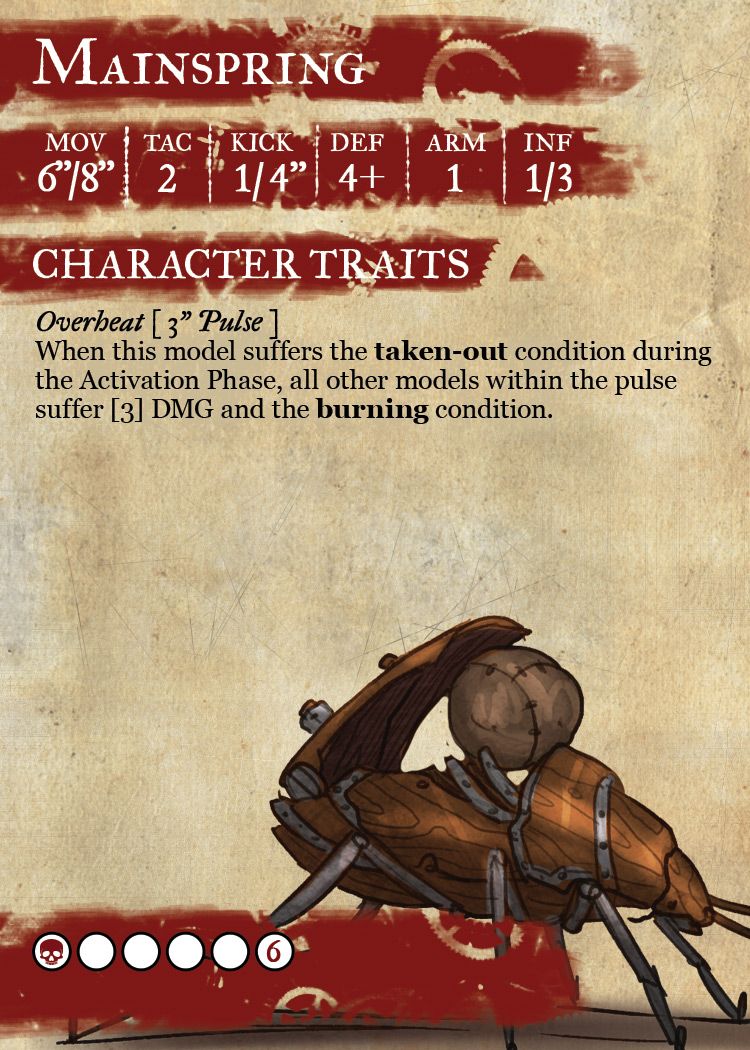 Mainspring
MOV TAC KICK DEF ARM INF
6”/8” 2 1/4” 4+ 1 1/3
CHARACTER TRAITS
Overheat [ 3” Pulse ]
When this model suffers the taken-out condition during
the Activation Phase, all other models within the pulse
suffer [3] DMG and the burning condition.
6